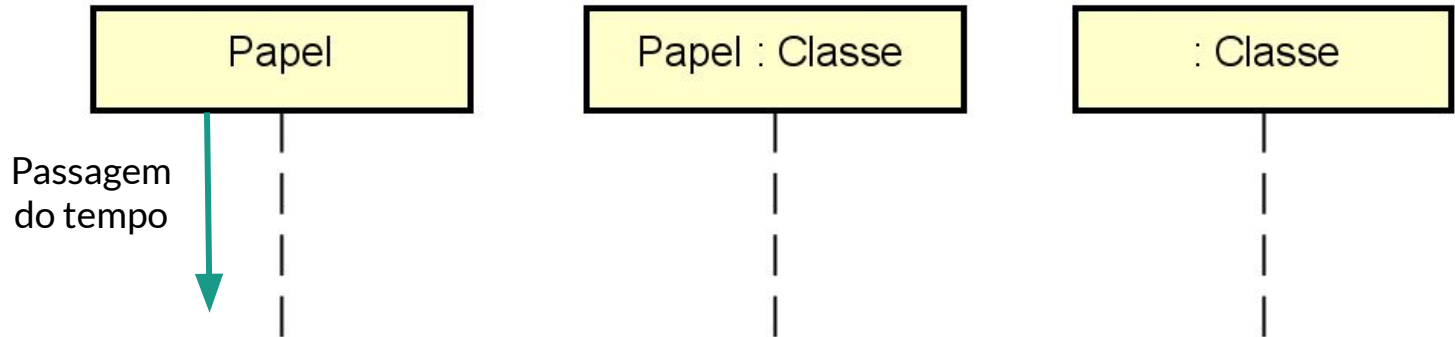 Papel
Papel : Classe
: Classe
Passagem
do tempo